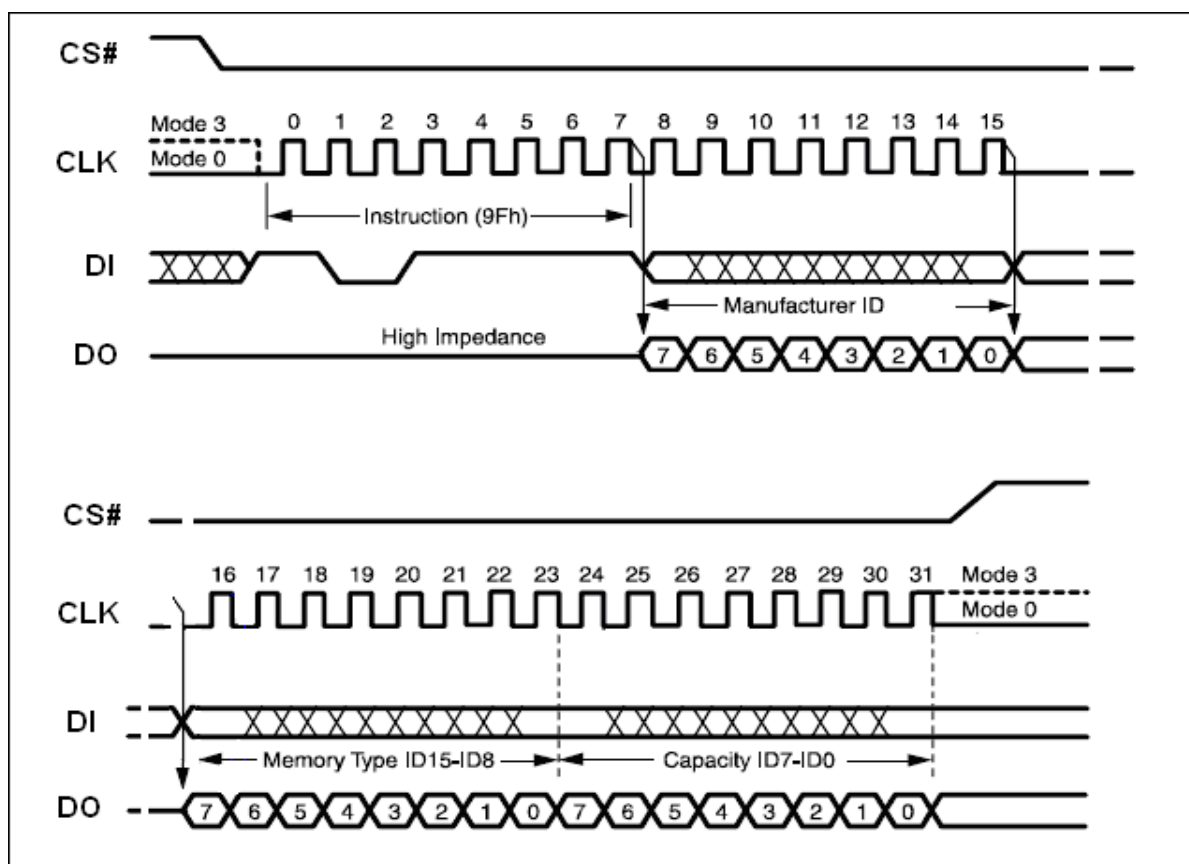 CS#
Mode 3
0 1 2 3 4 5 6 7 8 9 10 11 12 13 14 15
CLK
Mode 0
Instruction (9Fh)
DI
Manufacturer ID
High Impedance
DO
7 6 5 4 3 2 1 0
CS#
16 17 18 19 20 21 22 23 24 25 26 27 28 29 30 31
Mode 3
CLK
Mode 0
DI
Memory Type ID15-ID8
Capacity ID7-ID0
DO
7 6 5 4 3 2 1 0 7 6 5 4 3 2 1 0